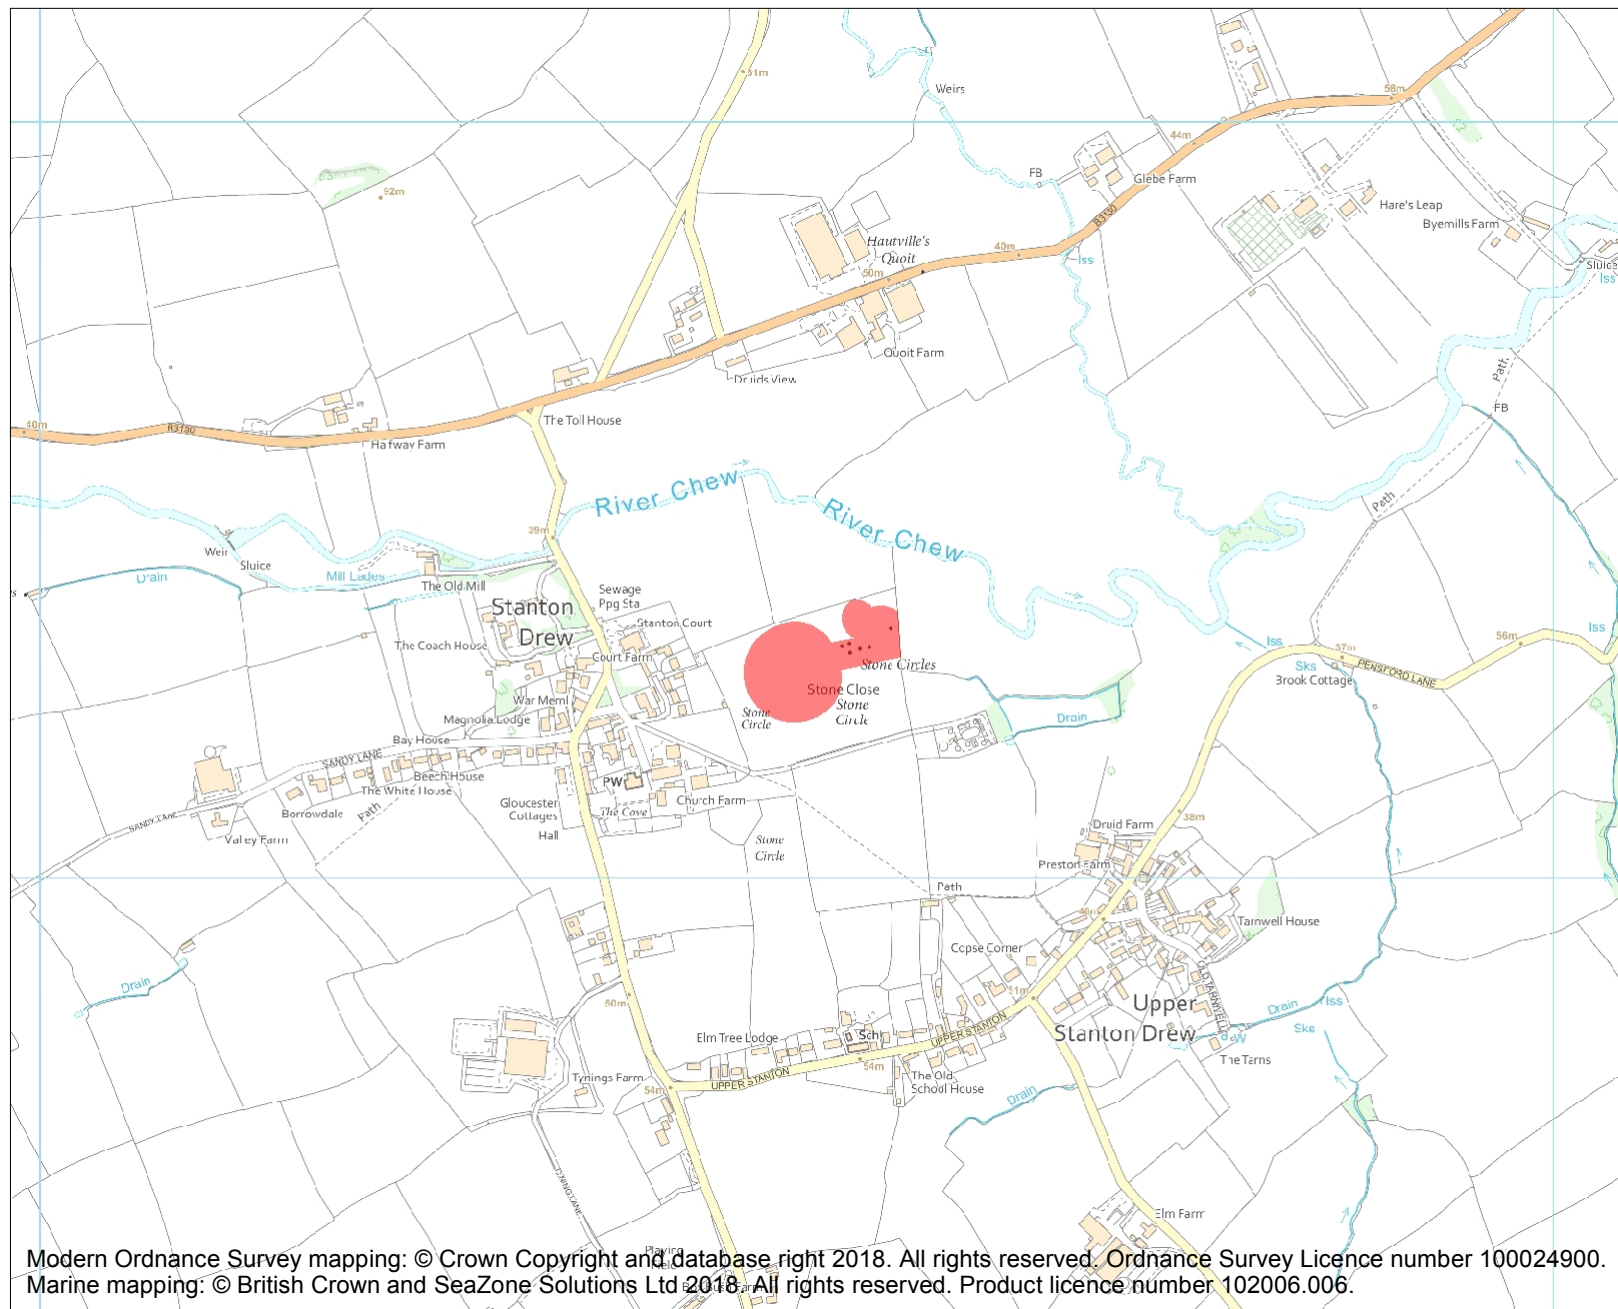 31m
Weirs
58m
44m
FB
Glebe Farm
92m
B3130
Hare's Leap
Byemills Farm
Hautville's
Quoit
40m
50m
Iss
Sluice
Iss
Quoit Farm
Druids View
Path
FB
The Toll House
40m
B3130
Halfway Farm
River Chew
River Chew
Path
39m
Weir
Sluice
Drain
Mill Lades
The Old Mill
Sewage
Ppg Sta
Stanton
Drew
Stanton Court
The Coach House
Court Farm
Iss
Iss
Sks
37m
56m
PENSFORD LANE
Brook Cottage
Stone Circles
Stone Close
Stone
Circle
Stone
Circle
War Meml
Magnolia Lodge
Drain
Bay House
SANDY LANE
Beech House
The White House
PW
Borrowdale
Path
Gloucester
Cottages
Hall
The Cove
Church Farm
SANDY LANE
Valley Farm
Stone
Circle
38m
Druid Farm
Preston Farm
Path
Tarnwell House
Copse Corner
OLD TARNWELL
Drain
50m
51m
Upper
Stanton Drew
Drain
Iss
Sks
The Tarns
Elm Tree Lodge
Sch
UPPER STANTON
54m
The Old
School House
Tynings Farm
54m
UPPER STANTON
Drain
Elm Farm
Playing
Field
Modern Ordnance Survey mapping: © Crown Copyright and database right 2018. All rights reserved. Ordnance Survey Licence number 100024900.
Marine mapping: © British Crown and SeaZone Solutions Ltd 2018. All rights reserved. Product licence number 102006.006.